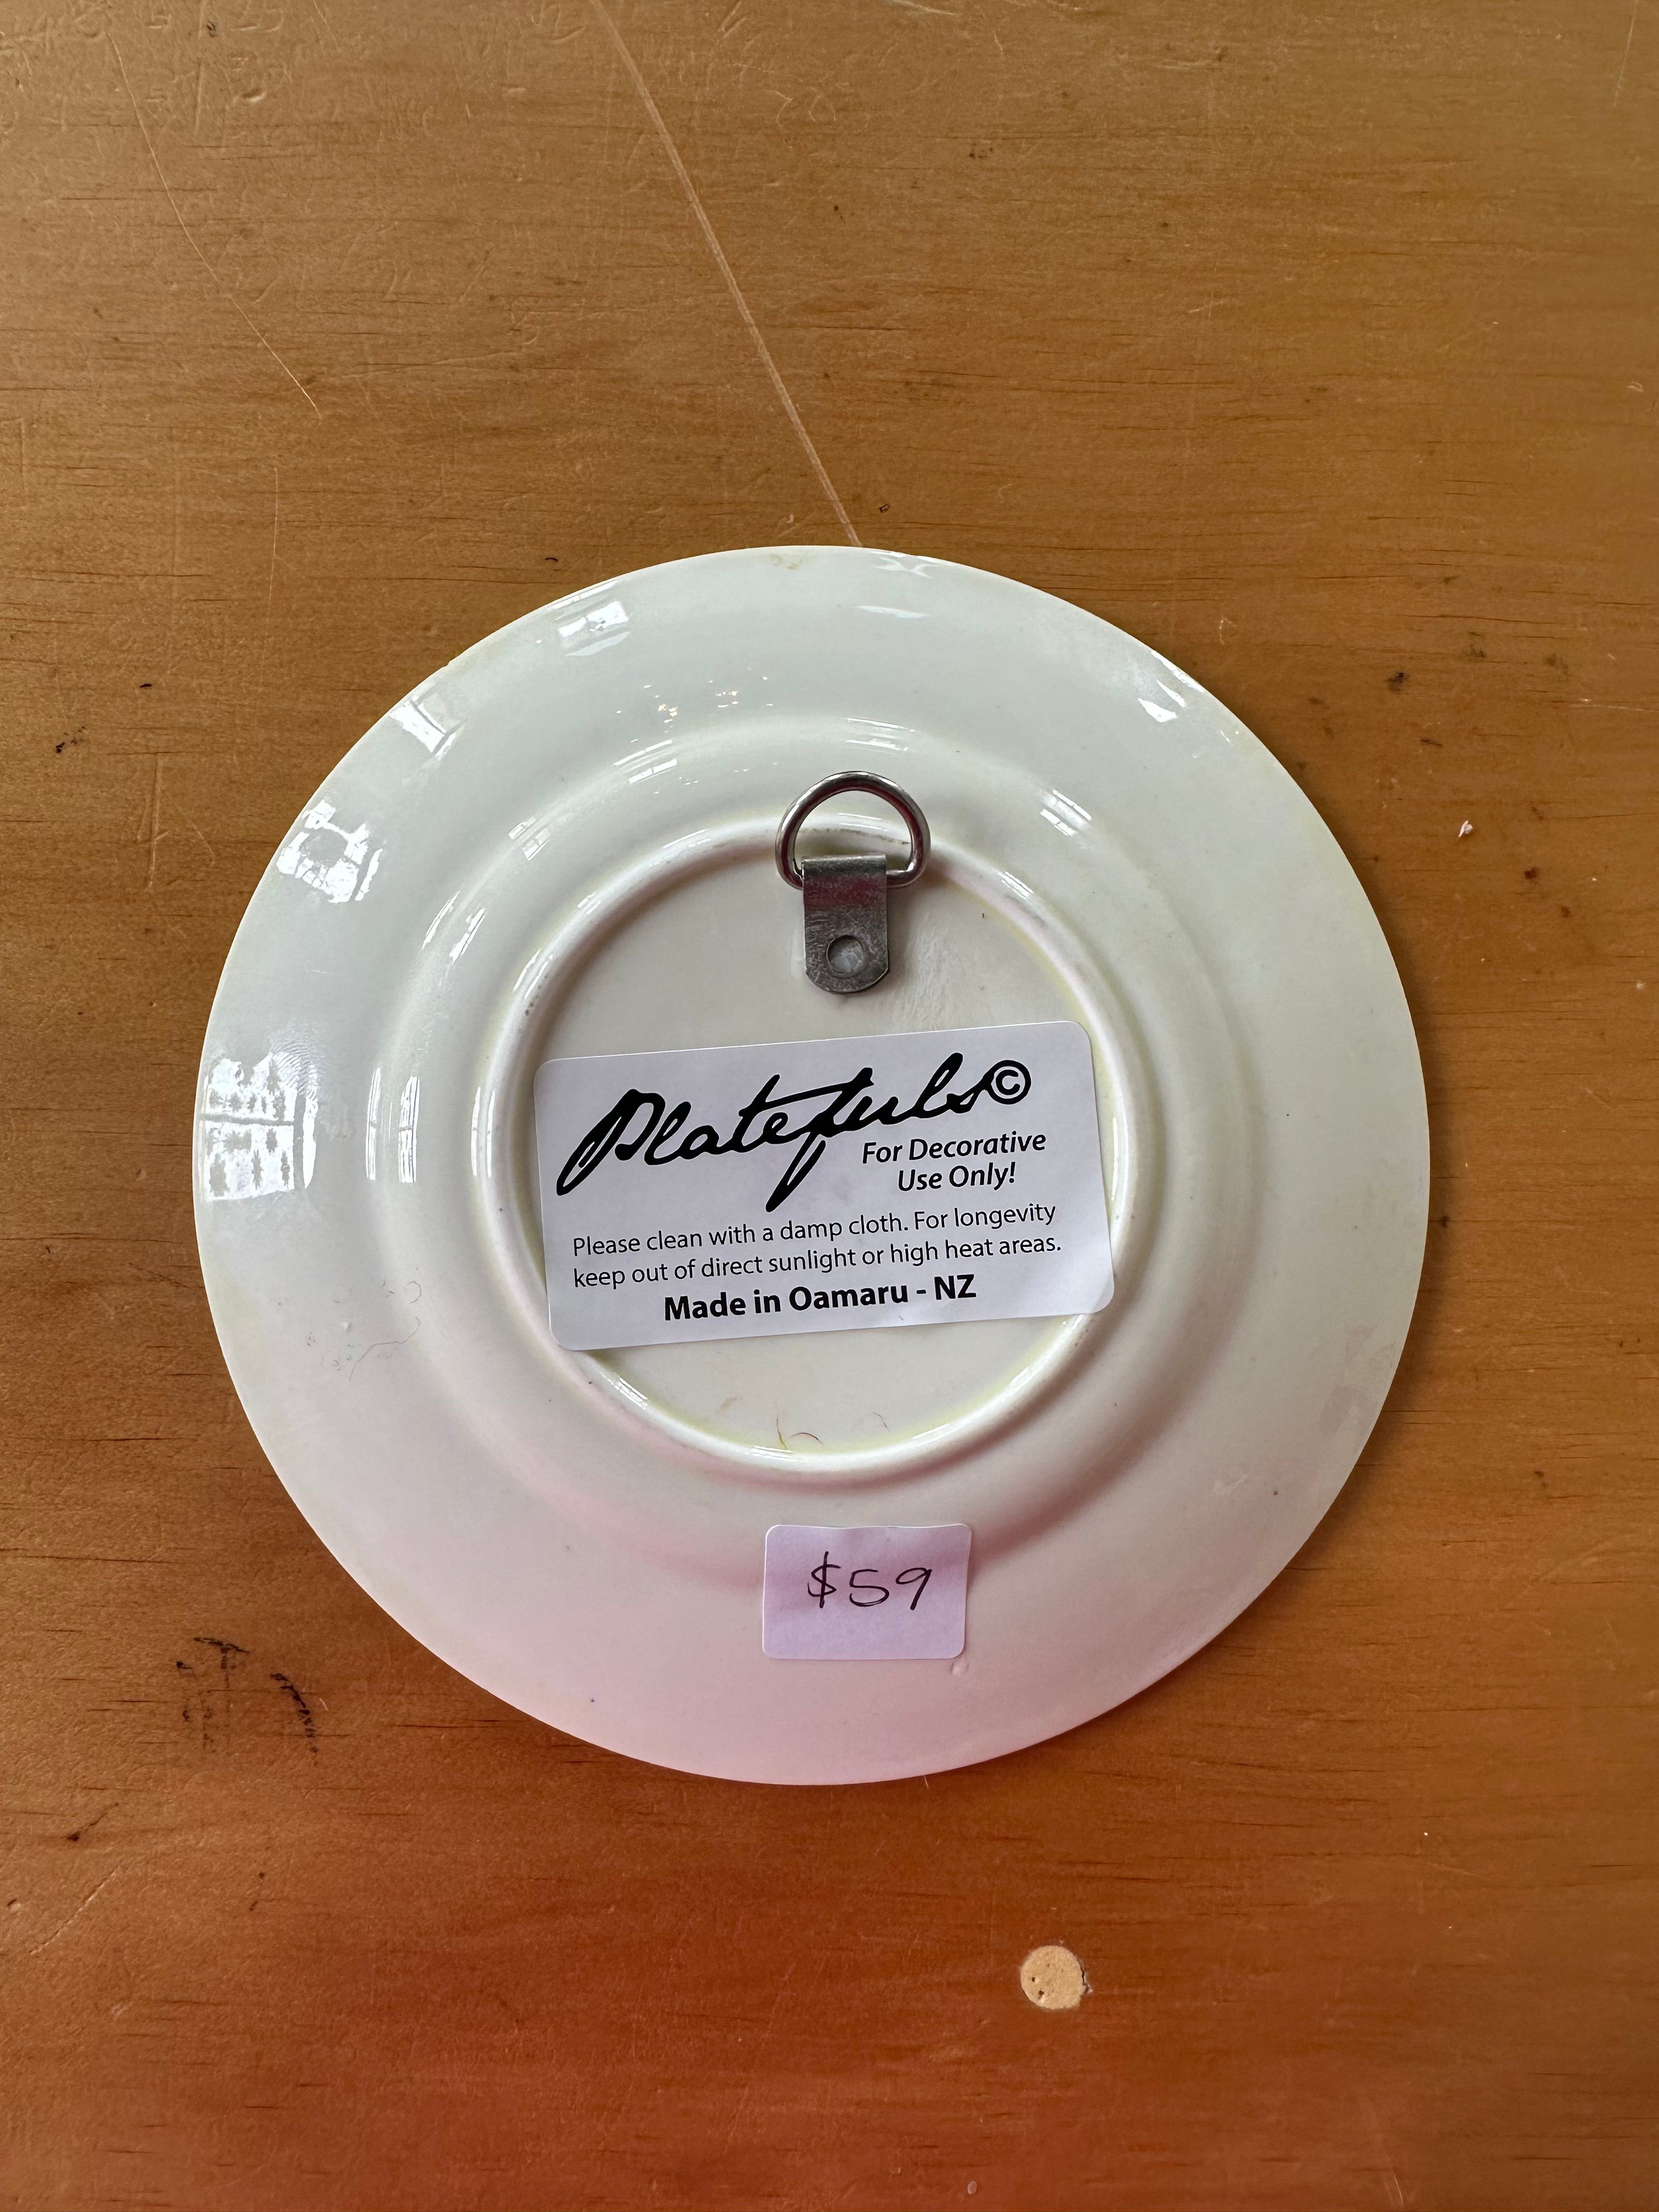 Platefuls©
For Decorative
Use Only!
Please clean with a damp cloth. For longevity
keep out of direct sunlight or high heat areas.
Made in Oamaru - NZ
$59